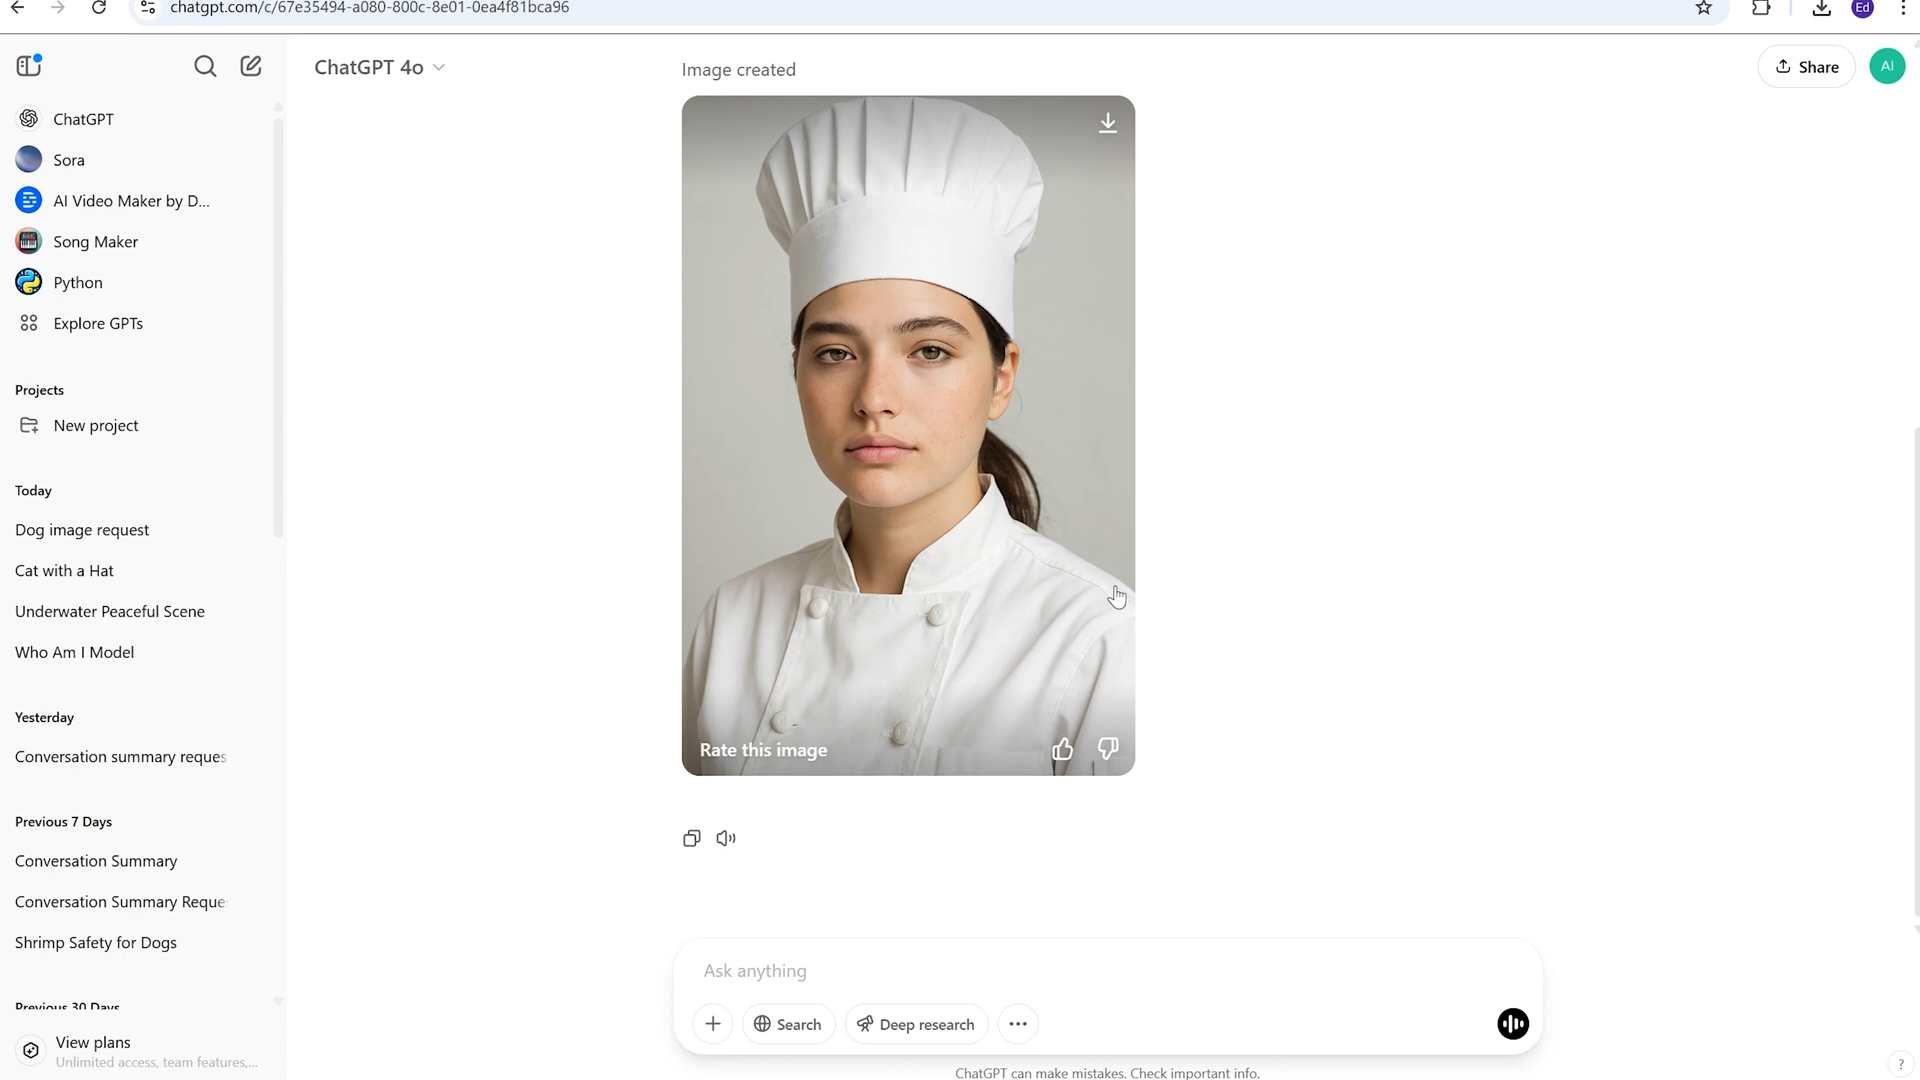 chatgpt.com/c/67e35494-a080-800c-8e01-0ea4f81bca96
Ed
ChatGPT 4o
Share
AI
ChatGPT
Sora
AI Video Maker by D...
Song Maker
Python
Explore GPTs
Projects
New project
Today
Dog image request
Cat with a Hat
Underwater Peaceful Scene
Who Am I Model
Yesterday
Conversation summary reques
Previous 7 Days
Conversation Summary
Conversation Summary Reque
Shrimp Safety for Dogs
Previous 30 Days
View plans
Unlimited access, team features,...
Image created
Rate this image
Ask anything
Search
Deep research
ChatGPT can make mistakes. Check important info.
?